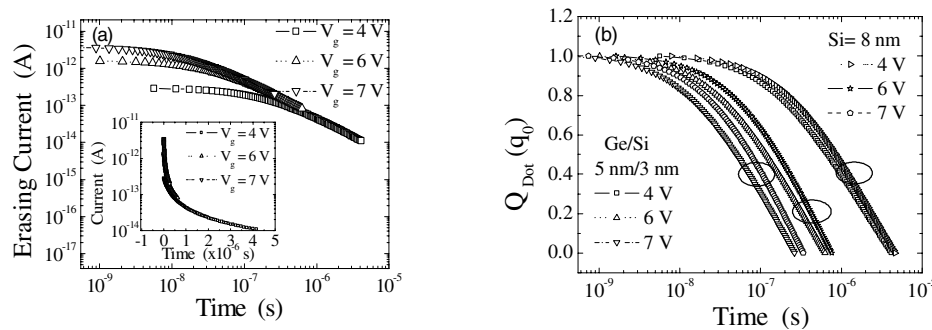 (a)
V_g = 4 V
V_g = 6 V
V_g = 7 V
Erasing Current (A)
10^-11
10^-12
10^-13
10^-14
10^-15
10^-16
10^-17
10^-9 10^-8 10^-7 10^-6 10^-5
Time (s)
Current (A)
10^-11
10^-12
10^-13
10^-14
V_g = 4 V
V_g = 6 V
V_g = 7 V
-1 0 1 2 3 4 5
Time (x10^-6 s)
(b)
Q_Dot (q_0)
1.2
1.0
0.8
0.6
0.4
0.2
0.0
Si= 8 nm
4 V
6 V
7 V
Ge/Si
5 nm/3 nm
4 V
6 V
7 V
10^-9 10^-8 10^-7 10^-6 10^-5
Time (s)